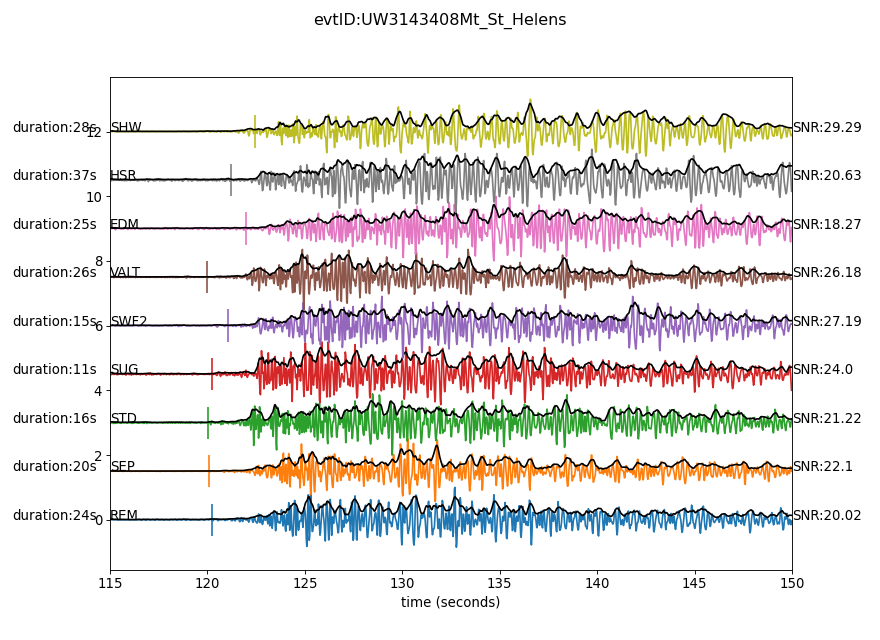 evtID:UW3143408Mt_St_Helens
duration:28s 12 SHW SNR:29.29
duration:37s HSR SNR:20.63
10
duration:25s EDM SNR:18.27
8
duration:26s VALT SNR:26.18
duration:15s 6 SWF2 SNR:27.19
duration:11s SUG SNR:24.0
4
duration:16s STD SNR:21.22
2
duration:20s SEP SNR:22.1
duration:24s 0 REM SNR:20.02
115 120 125 130 135 140 145 150
time (seconds)